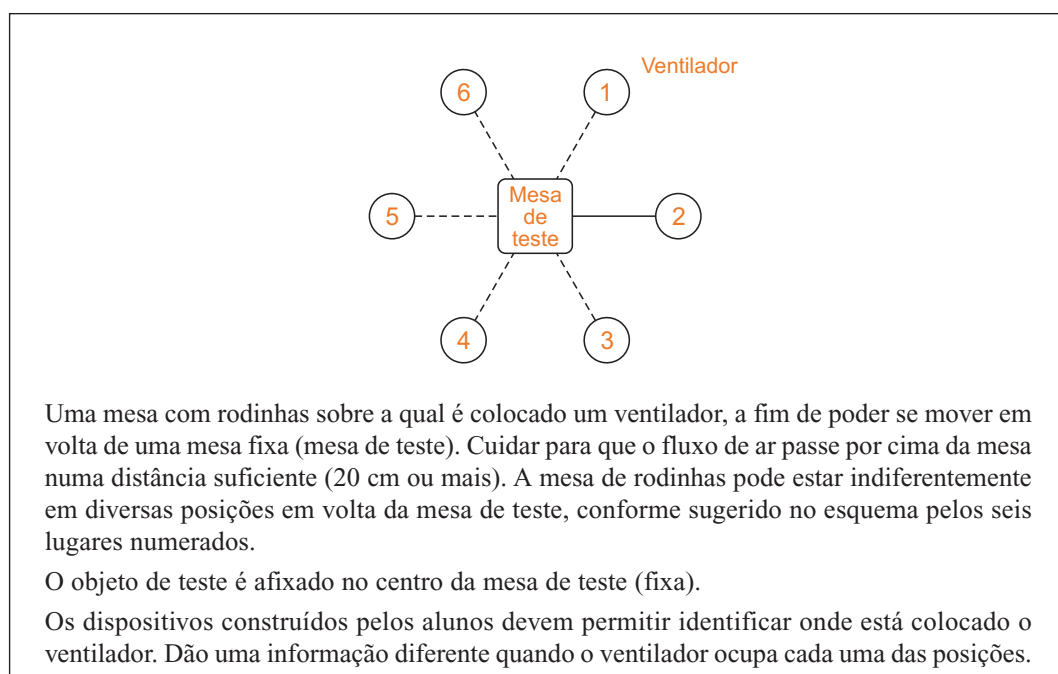 Ventilador
6
1
Mesa
de
teste
5
2
4
3
Uma mesa com rodinhas sobre a qual é colocado um ventilador, a fim de poder se mover em
volta de uma mesa fixa (mesa de teste). Cuidar para que o fluxo de ar passe por cima da mesa
numa distância suficiente (20 cm ou mais). A mesa de rodinhas pode estar indiferentemente
em diversas posições em volta da mesa de teste, conforme sugerido no esquema pelos seis
lugares numerados.
O objeto de teste é afixado no centro da mesa de teste (fixa).
Os dispositivos construídos pelos alunos devem permitir identificar onde está colocado o
ventilador. Dão uma informação diferente quando o ventilador ocupa cada uma das posições.